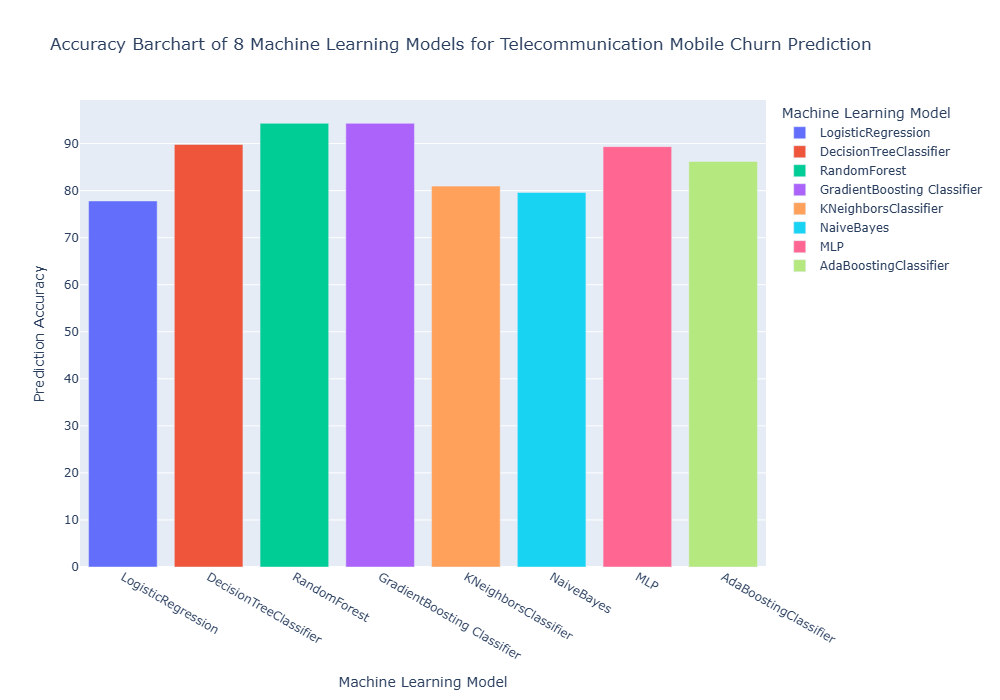 Accuracy Barchart of 8 Machine Learning Models for Telecommunication Mobile Churn Prediction
Machine Learning Model
LogisticRegression
DecisionTreeClassifier
RandomForest
GradientBoosting Classifier
KNeighborsClassifier
NaiveBayes
MLP
AdaBoostingClassifier
Prediction Accuracy
90
80
70
60
50
40
30
20
10
0
LogisticRegression
DecisionTreeClassifier
RandomForest
GradientBoosting Classifier
KNeighborsClassifier
NaiveBayes
MLP
AdaBoostingClassifier
Machine Learning Model